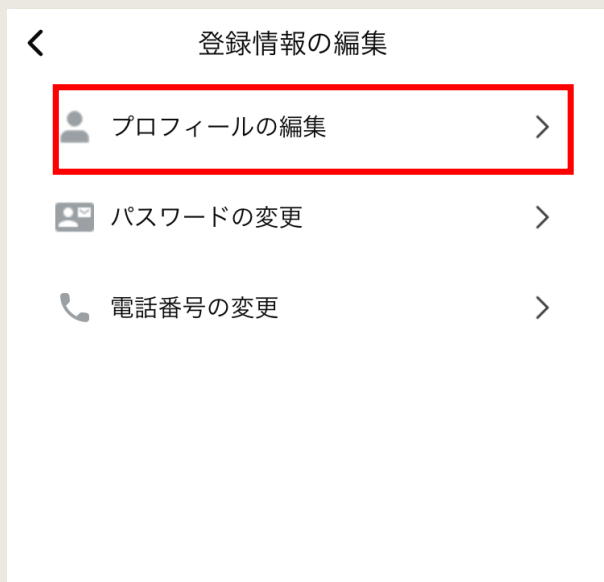 登録情報の編集
プロフィールの編集
パスワードの変更
電話番号の変更